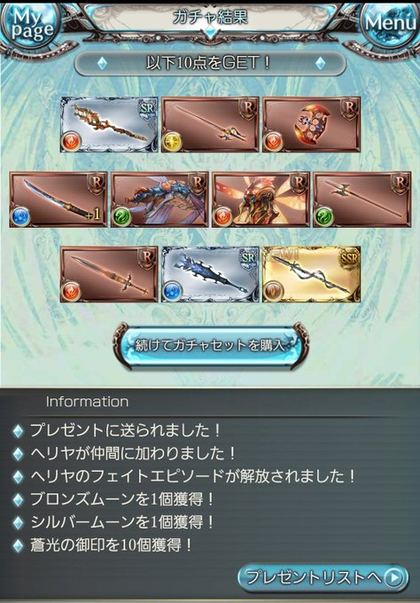 My
page
ガチャ結果
Menu
以下10点をGET！
SR
R
R
R
+1
R
R
R
R
SR
SSR
続けてガチャセットを購入
Information
プレゼントに送られました！
ヘリヤが仲間に加わりました！
ヘリヤのフェイトエピソードが解放されました！
ブロンズムーンを1個獲得！
シルバームーンを1個獲得！
蒼光の御印を10個獲得！
プレゼントリストへ